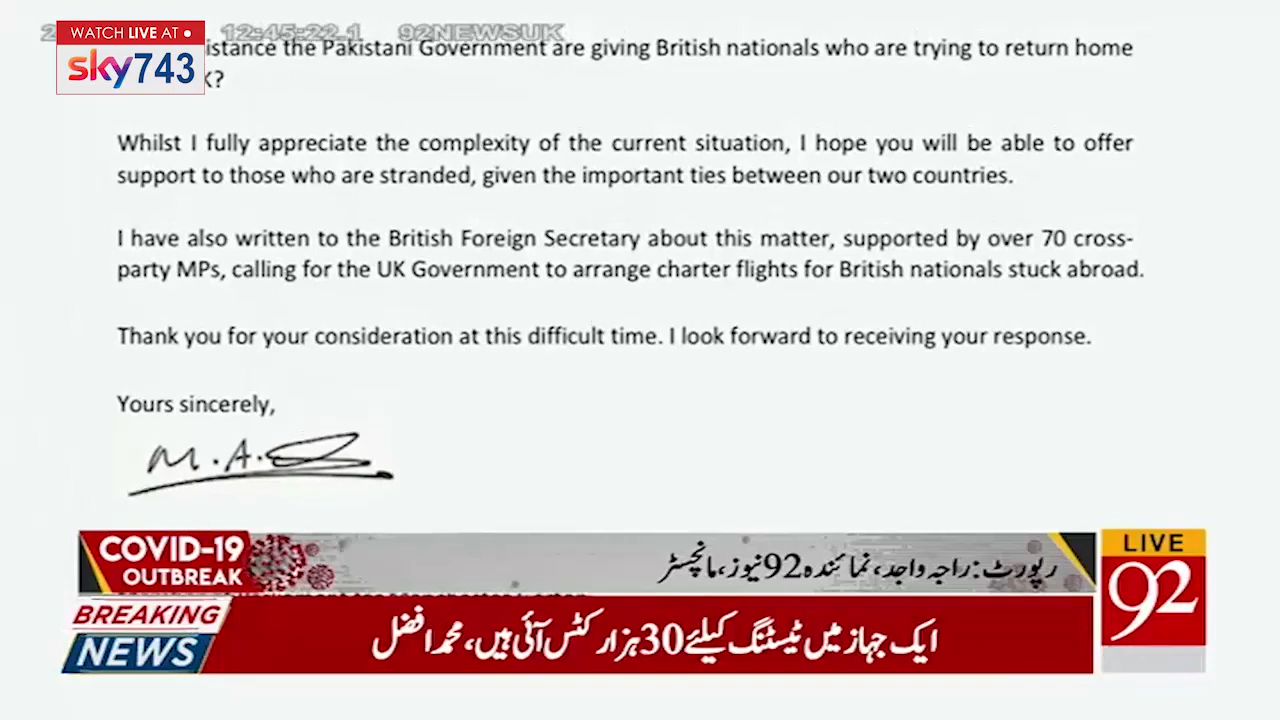 WATCH LIVE AT
sky743
12:45:22.1 92NEWSUK
istance the Pakistani Government are giving British nationals who are trying to return home
K?
Whilst I fully appreciate the complexity of the current situation, I hope you will be able to offer
support to those who are stranded, given the important ties between our two countries.
I have also written to the British Foreign Secretary about this matter, supported by over 70 cross-
party MPs, calling for the UK Government to arrange charter flights for British nationals stuck abroad.
Thank you for your consideration at this difficult time. I look forward to receiving your response.
Yours sincerely,
M.A.
COVID-19
OUTBREAK
رپورٹ: راجہ واجد، نمائندہ 92 نیوز، مانچسٹر
LIVE
92
BREAKING
NEWS
ایک جہاز میں ٹیسٹنگ کیلئے 30 ہزار کٹس آئی ہیں، محمد افضل